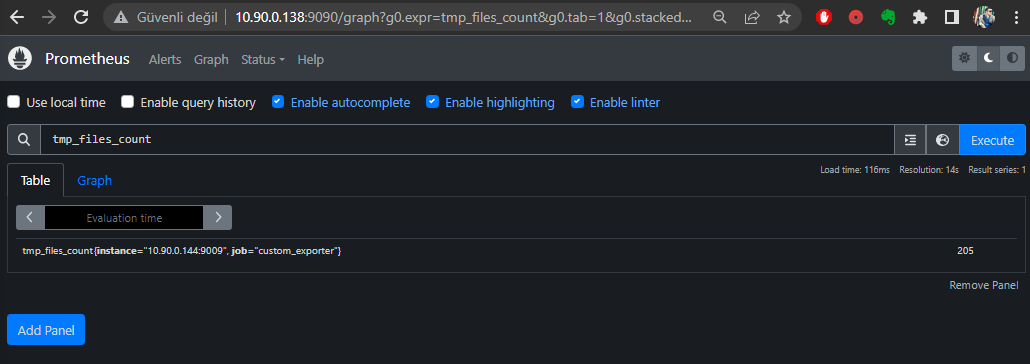 Güvenli değil 10.90.0.138:9090/graph?g0.expr=tmp_files_count&g0.tab=1&g0.stacked...
Prometheus Alerts Graph Status Help
Use local time Enable query history Enable autocomplete Enable highlighting Enable linter
tmp_files_count Execute
Load time: 116ms Resolution: 14s Result series: 1
Table Graph
Evaluation time
tmp_files_count{instance="10.90.0.144:9009", job="custom_exporter"} 205
Remove Panel
Add Panel